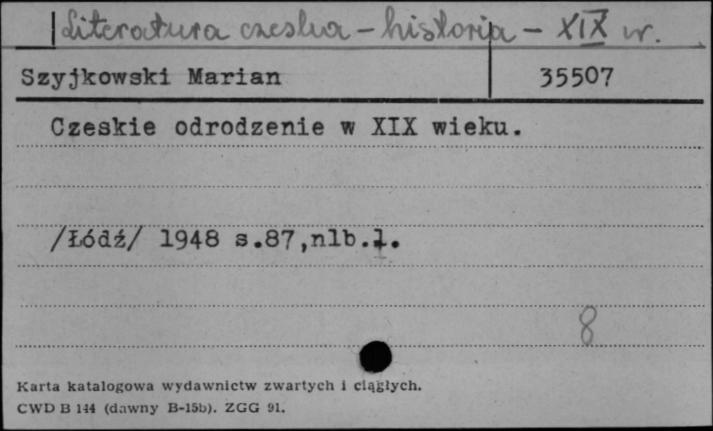 Literatura czeska - historja - XIX w.
Szyjkowski Marian 35507
Czeskie odrodzenie w XIX wieku.
/Łódź/ 1948 s.87,nlb.1.
8
Karta katalogowa wydawnictw zwartych i ciągłych.
CWD B 144 (dawny B-15b). ZGG 91.